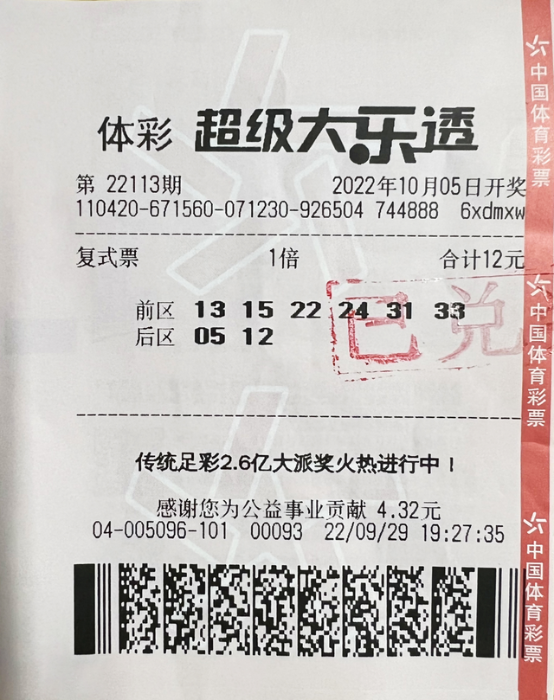 体彩 超级大乐透
第 22113期 2022年10月05日开奖
110420-671560-071230-926504 744888 6xdmxw
复式票 1倍 合计12元
前区 13 15 22 24 31 33
后区 05 12
已兑
传统足彩2.6亿大派奖火热进行中！
感谢您为公益事业贡献 4.32元
04-005096-101 00093 22/09/29 19:27:35
中国体育彩票
中国体育彩票
中国体育彩票